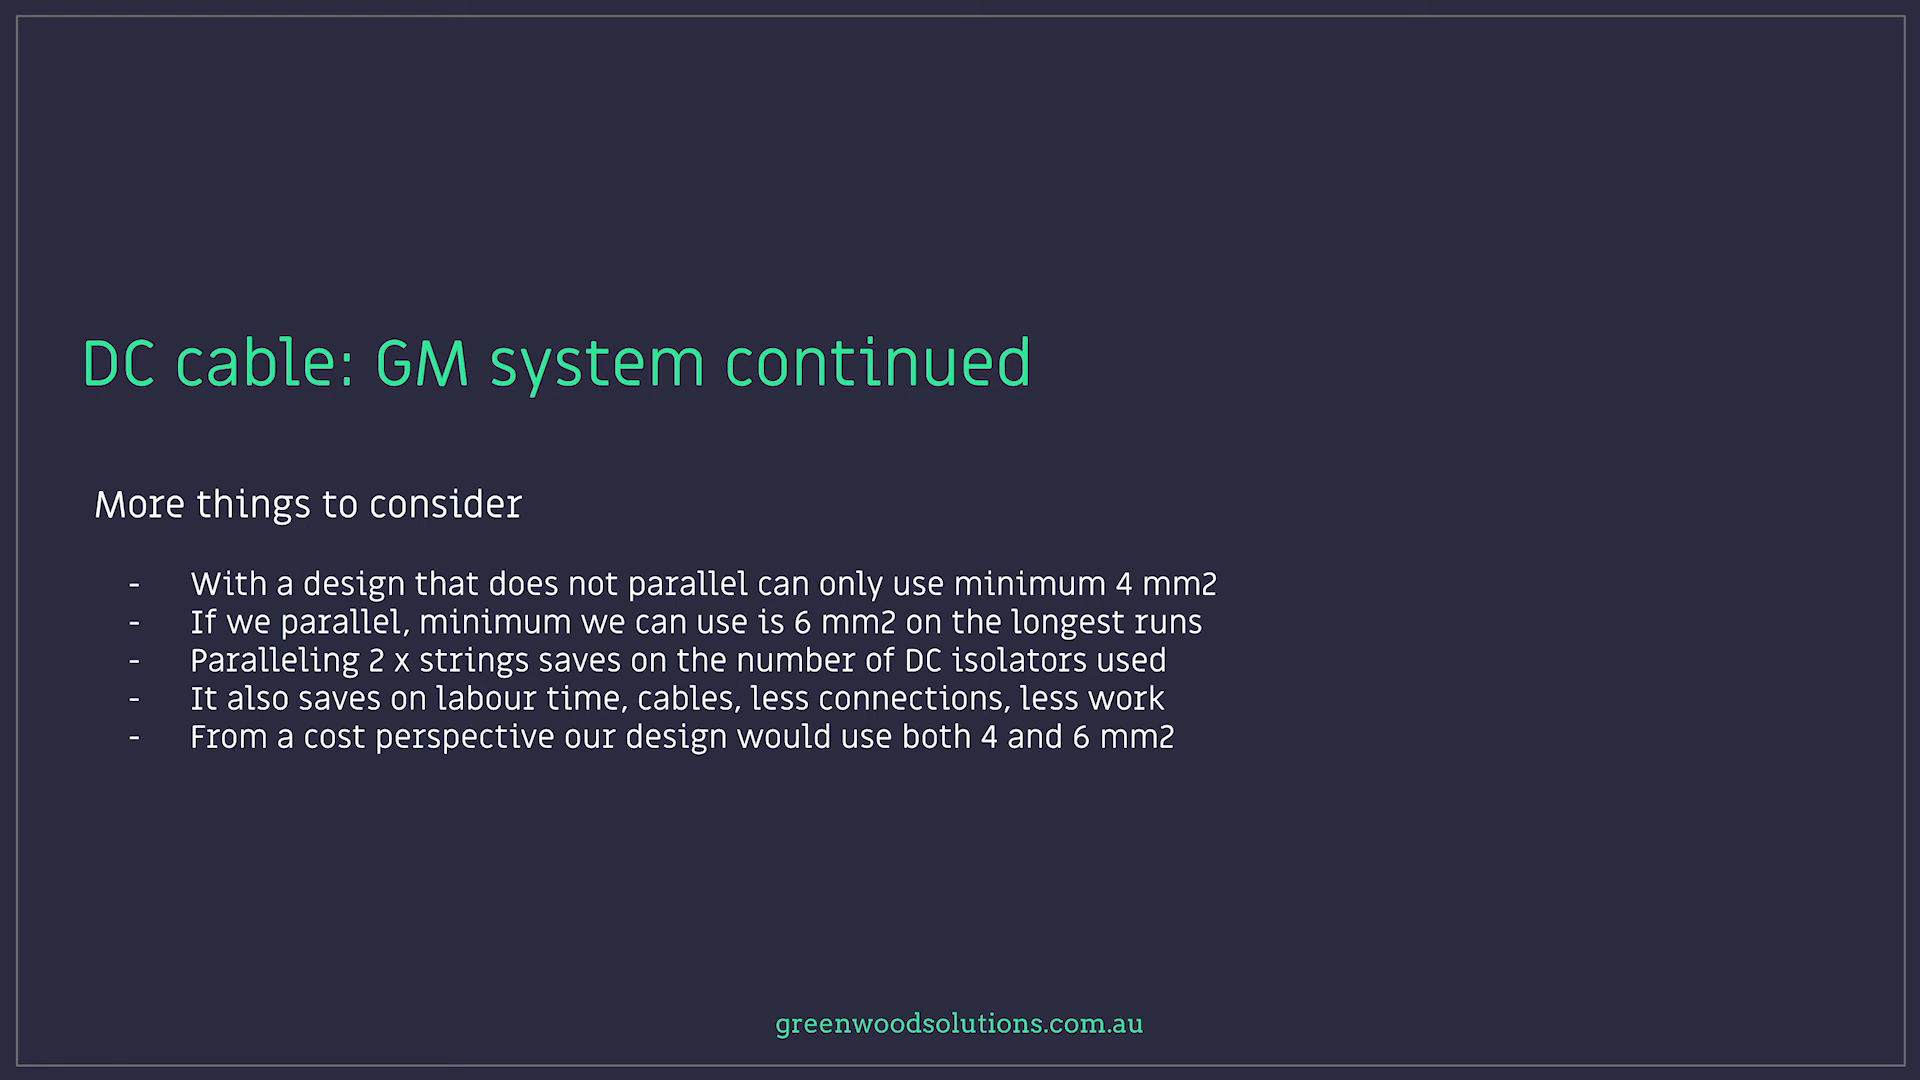 DC cable: GM system continued
More things to consider
- With a design that does not parallel can only use minimum 4 mm2
- If we parallel, minimum we can use is 6 mm2 on the longest runs
- Paralleling 2 x strings saves on the number of DC isolators used
- It also saves on labour time, cables, less connections, less work
- From a cost perspective our design would use both 4 and 6 mm2
greenwoodsolutions.com.au